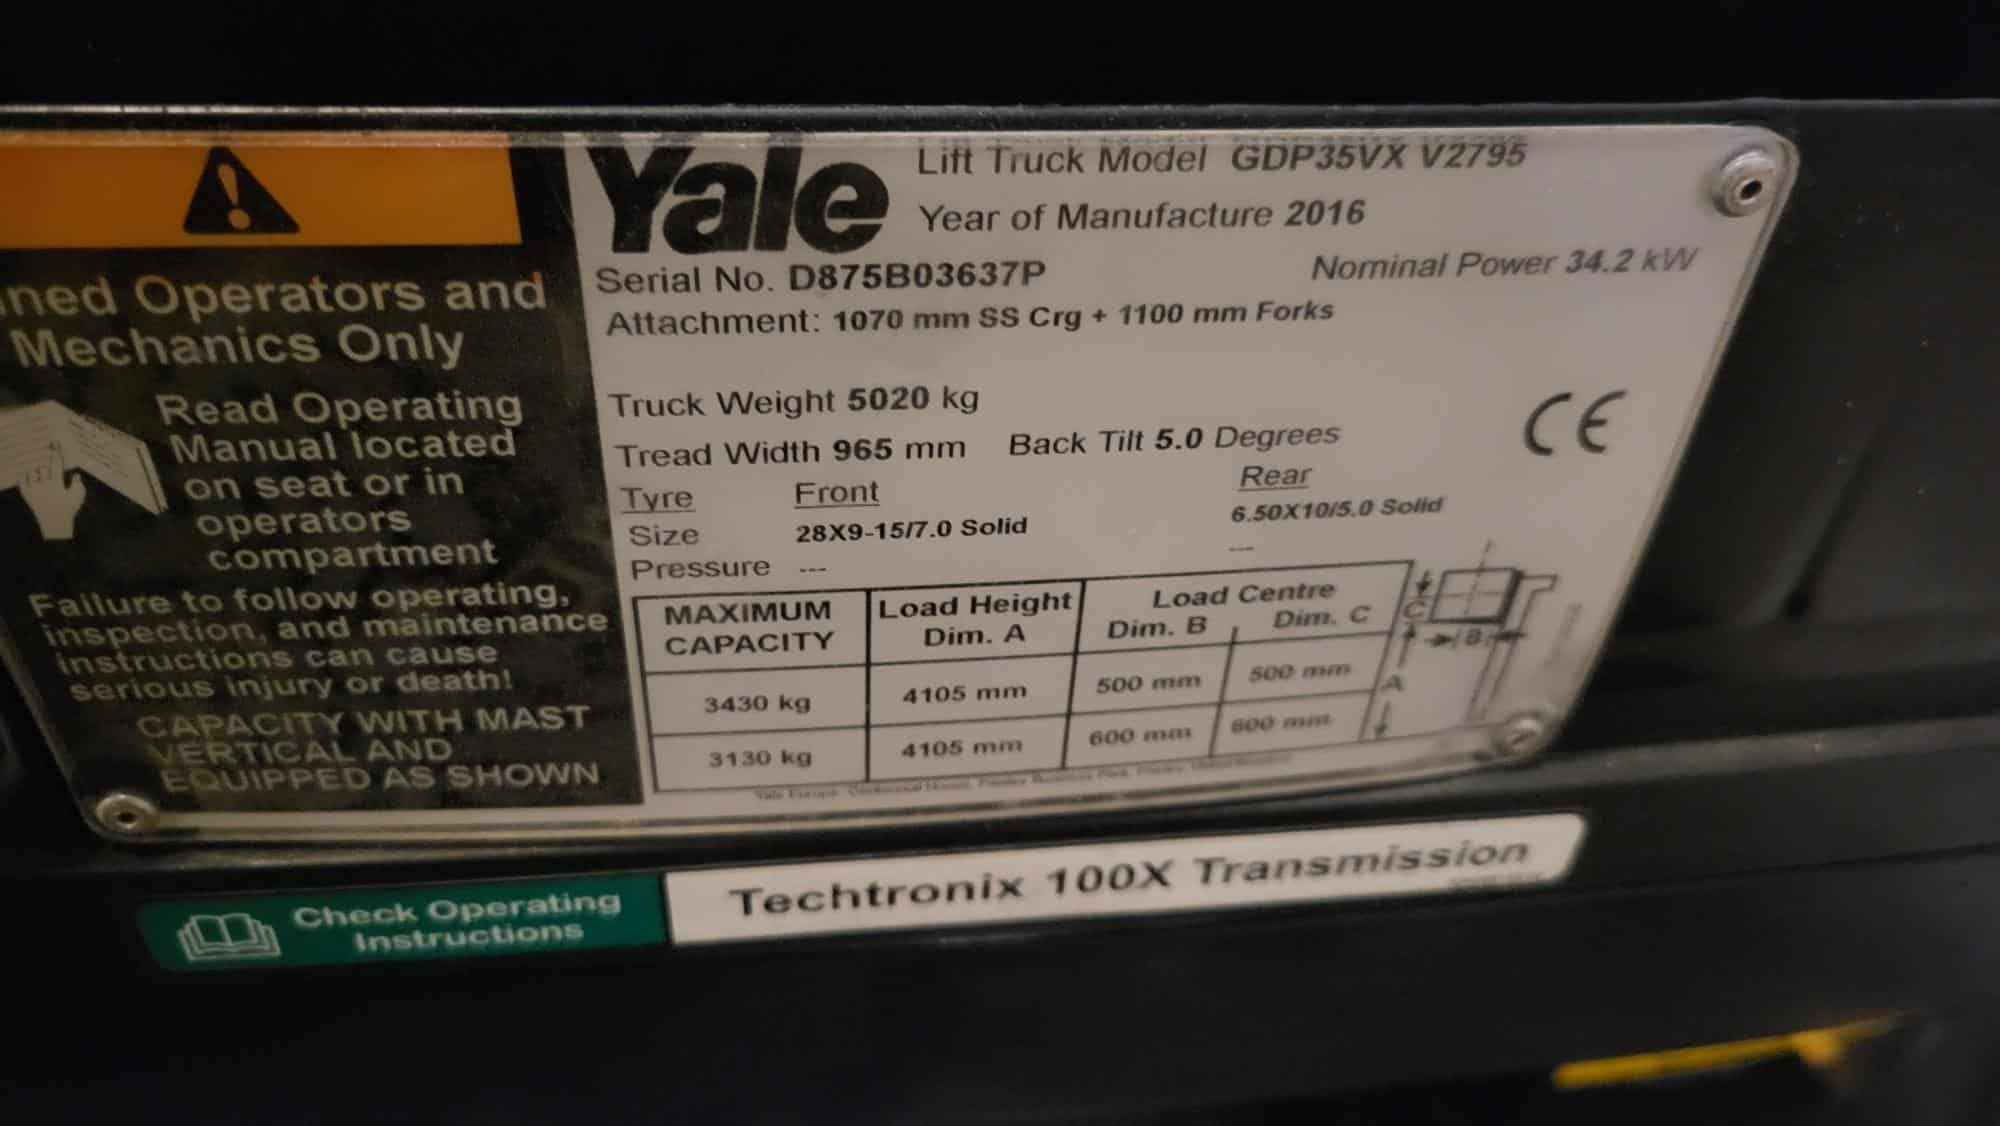 ned Operators and
Mechanics Only
Read Operating
Manual located
on seat or in
operators
compartment
Failure to follow operating,
inspection, and maintenance
instructions can cause
serious injury or death!
CAPACITY WITH MAST
VERTICAL AND
EQUIPPED AS SHOWN
Yale
Lift Truck Model GDP35VX V2795
Year of Manufacture 2016
Serial No. D875B03637P
Nominal Power 34.2 kW
Attachment: 1070 mm SS Crg + 1100 mm Forks
Truck Weight 5020 kg
CE
Tread Width 965 mm Back Tilt 5.0 Degrees
Tyre Front Rear
Size 28X9-15/7.0 Solid 6.50X10/5.0 Solid
Pressure --- ---
MAXIMUM CAPACITY Load Height Dim. A Load Centre Dim. B Dim. C
3430 kg 4105 mm 500 mm 500 mm
3130 kg 4105 mm 600 mm 600 mm
C
B
A
Yale Europe
Check Operating
Instructions
Techtronix 100X Transmission